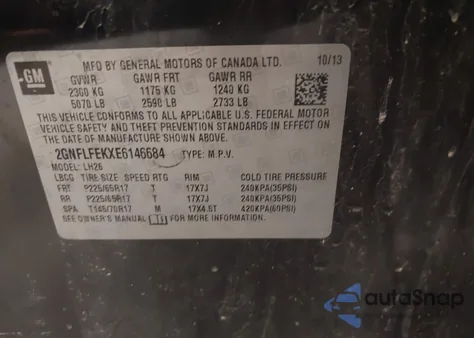 GM
MFD BY GENERAL MOTORS OF CANADA LTD. 10/13
GVWR GAWR FRT GAWR RR
2300 KG 1175 KG 1240 KG
5070 LB 2590 LB 2733 LB
THIS VEHICLE CONFORMS TO ALL APPLICABLE U.S. FEDERAL MOTOR
VEHICLE SAFETY AND THEFT PREVENTION STANDARDS IN EFFECT ON
THE DATE OF MANUFACTURE SHOWN ABOVE.
2GNFLFEKXE6146684 TYPE: M.P.V.
MODEL: LH26
LBCG TIRE SIZE SPEED RTG RIM COLD TIRE PRESSURE
FRT P225/65R17 T 17X7J 240KPA(35PSI)
RR P225/65R17 T 17X7J 240KPA(35PSI)
SPA T145/70R17 M 17X4.5T 420KPA(60PSI)
SEE OWNER'S MANUAL FOR MORE INFORMATION.
autoSnap